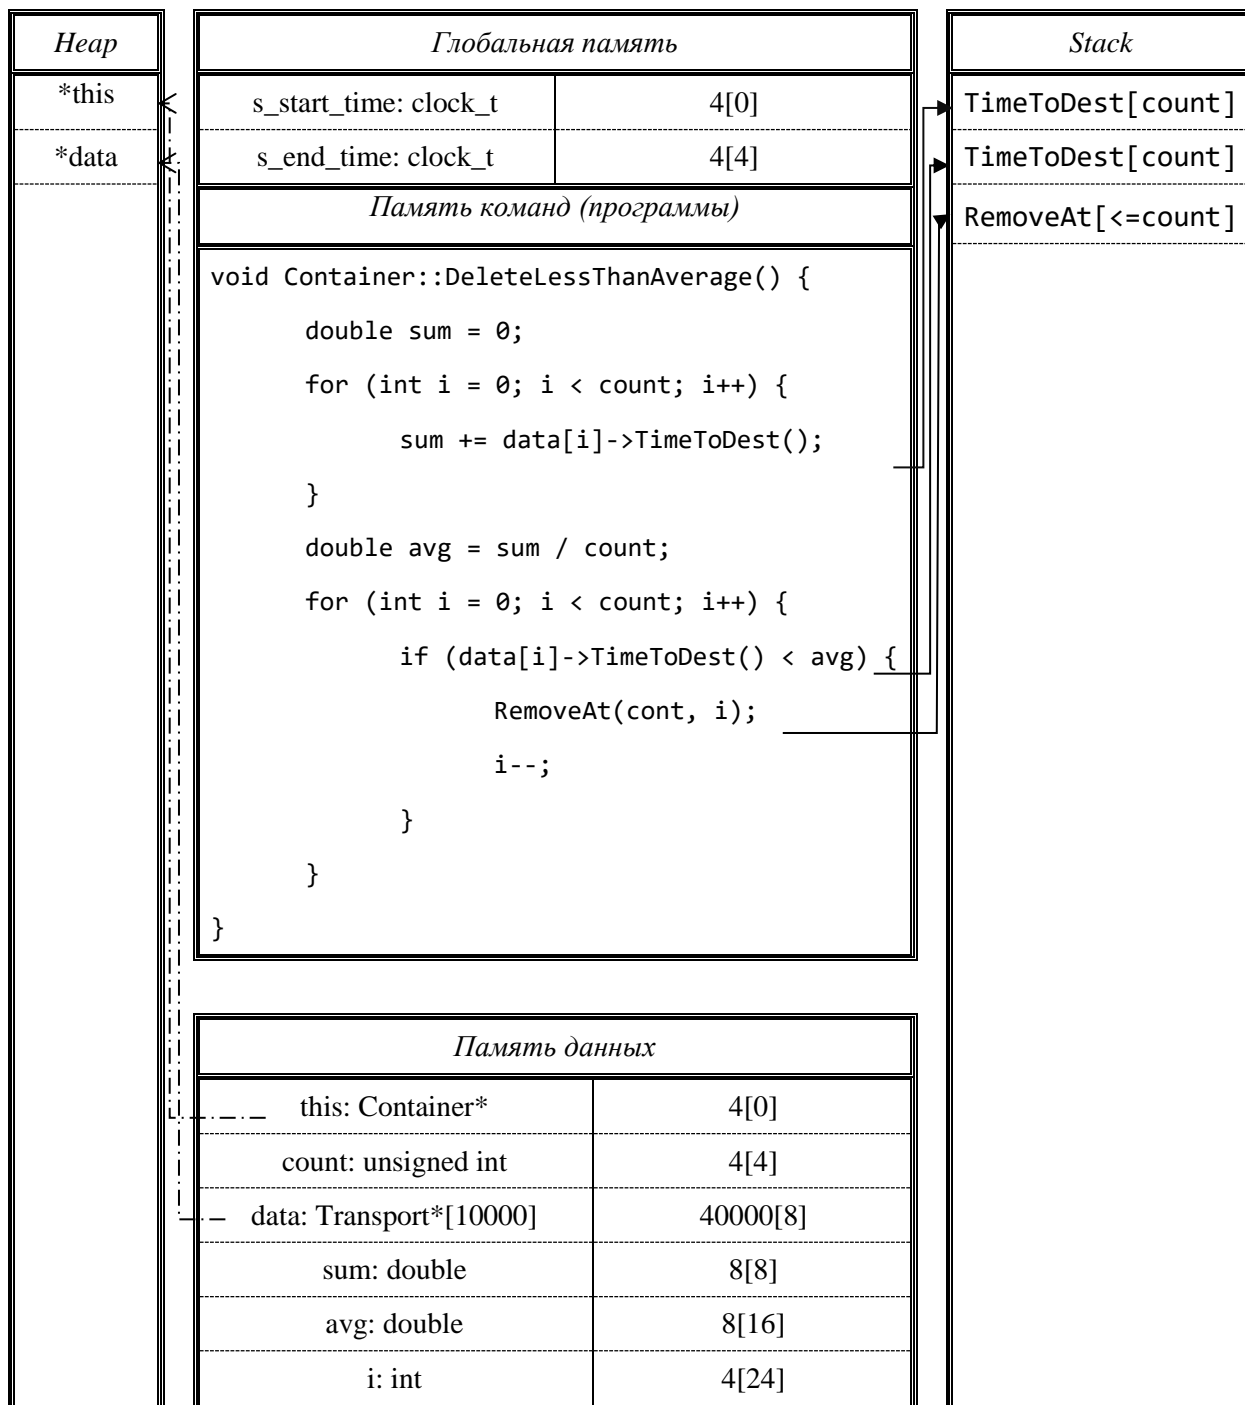 Heap
*this
*data
Глобальная память
s_start_time: clock_t 4[0]
s_end_time: clock_t 4[4]
Память команд (программы)
void Container::DeleteLessThanAverage() {
double sum = 0;
for (int i = 0; i < count; i++) {
sum += data[i]->TimeToDest();
}
double avg = sum / count;
for (int i = 0; i < count; i++) {
if (data[i]->TimeToDest() < avg) {
RemoveAt(cont, i);
i--;
}
}
}
Stack
TimeToDest[count]
TimeToDest[count]
RemoveAt[<=count]
Память данных
this: Container* 4[0]
count: unsigned int 4[4]
data: Transport*[10000] 40000[8]
sum: double 8[8]
avg: double 8[16]
i: int 4[24]